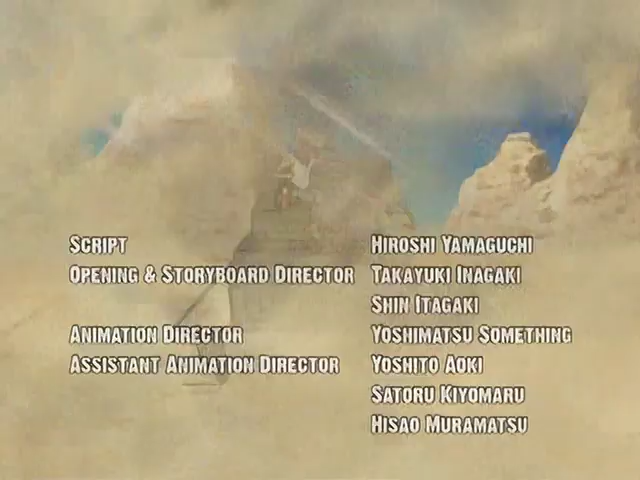 Script Hiroshi Yamaguchi
Opening & Storyboard Director Takayuki Inagaki
Shin Itagaki
Animation Director Yoshimatsu Something
Assistant Animation Director Yoshito Aoki
Satoru Kiyomaru
Hisao Muramatsu